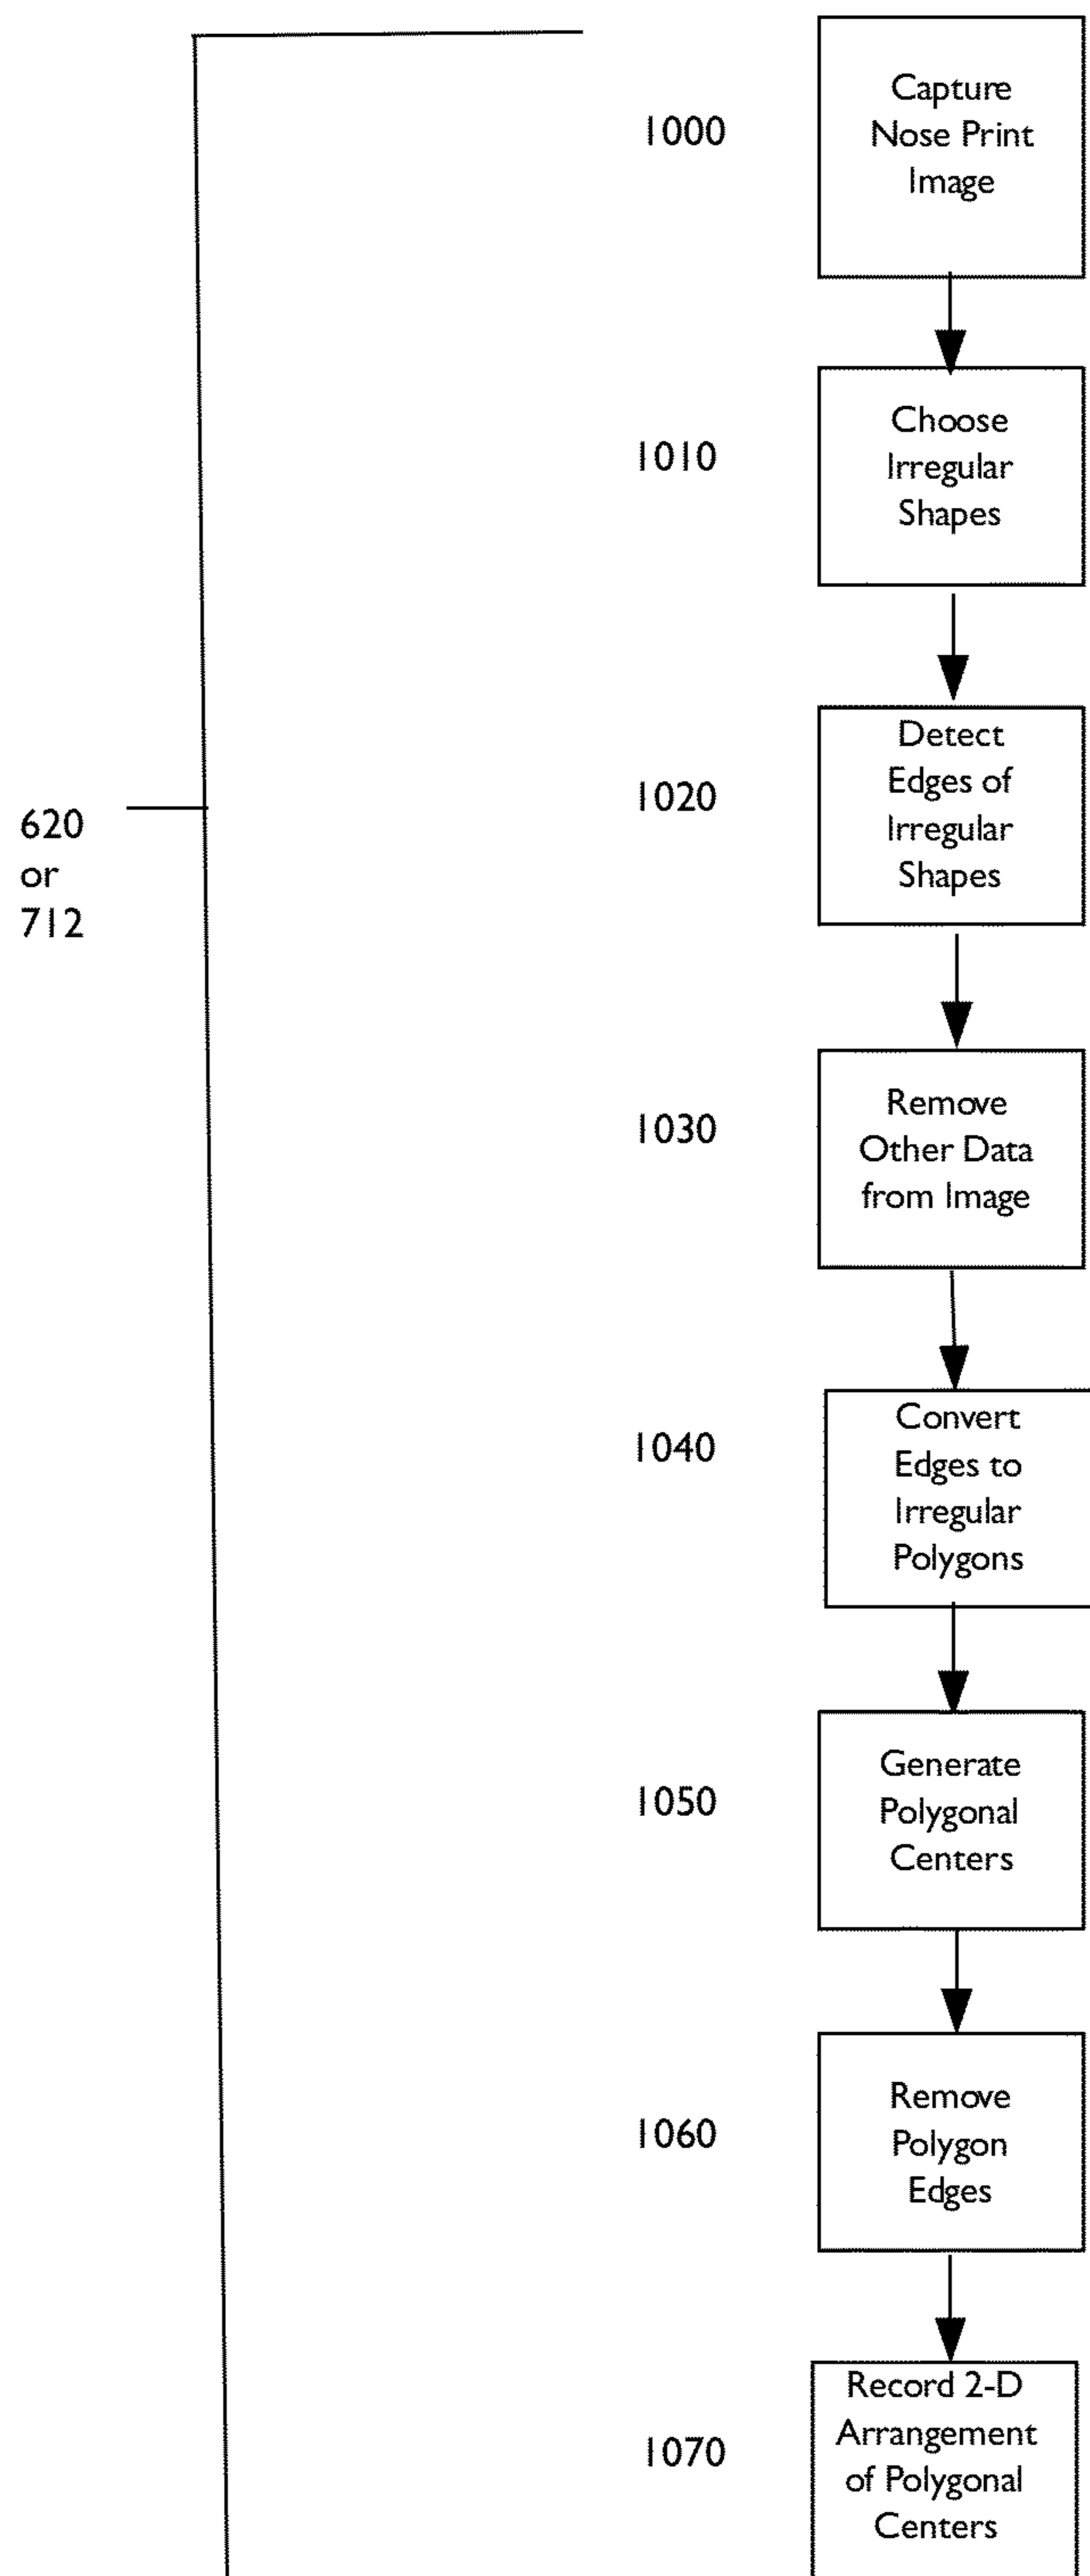 1000
Capture
Nose Print
Image
1010
Choose
Irregular
Shapes
1020
Detect
Edges of
Irregular
Shapes
620
or
712
1030
Remove
Other Data
from Image
1040
Convert
Edges to
Irregular
Polygons
1050
Generate
Polygonal
Centers
1060
Remove
Polygon
Edges
1070
Record 2-D
Arrangement
of Polygonal
Centers